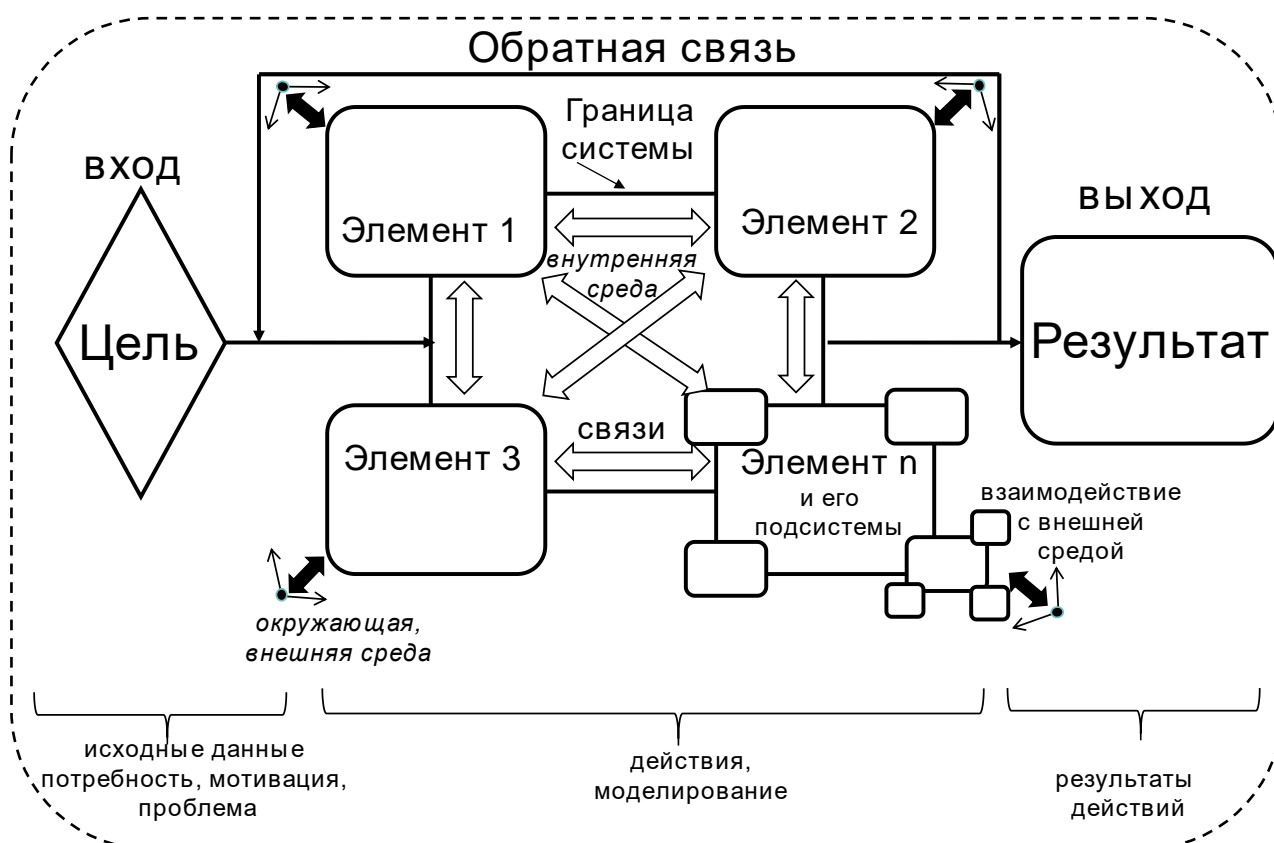 Обратная связь
Граница
системы
вход
выход
Элемент 1
Элемент 2
внутренняя
среда
Цель
Результат
связи
Элемент 3
Элемент n
и его
подсистемы
взаимодействие
с внешней
средой
окружающая,
внешняя среда
исходные данные
потребность, мотивация,
проблема
действия,
моделирование
результаты
действий